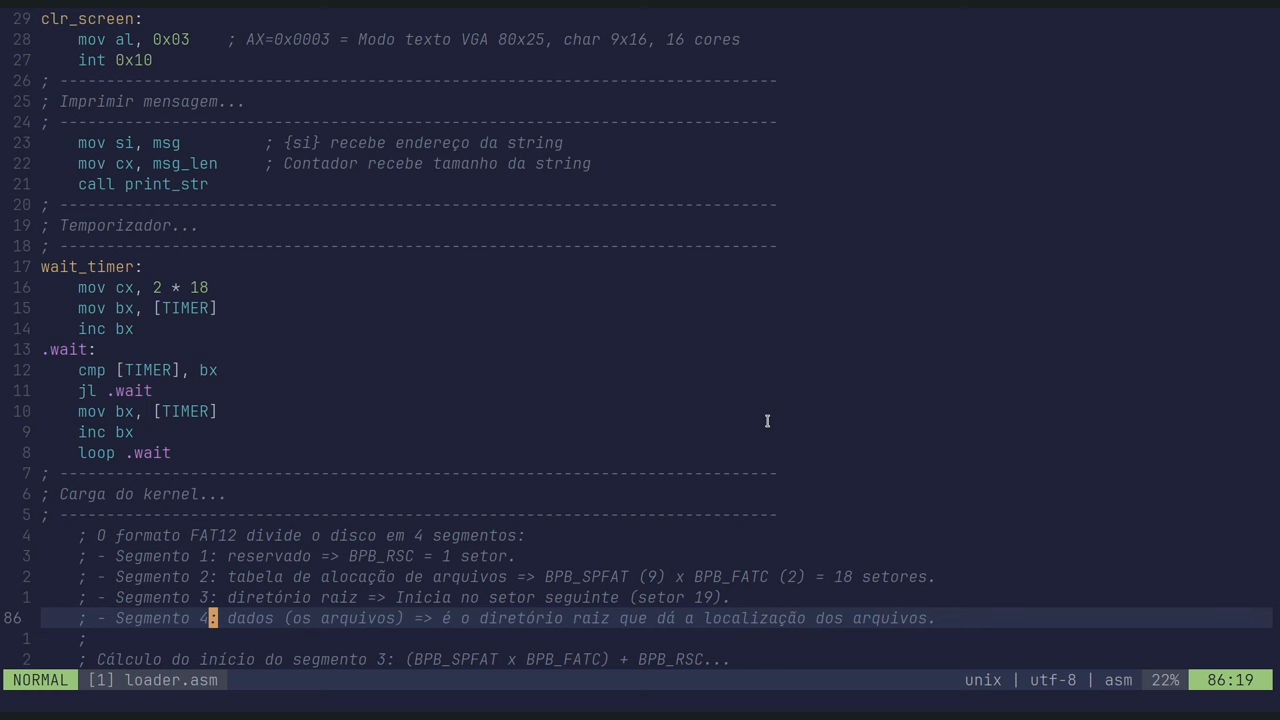 29 clr_screen:
28 mov al, 0x03 ; AX=0x0003 = Modo texto VGA 80x25, char 9x16, 16 cores
27 int 0x10
26 ; -----------------------------------------------------------------------------
25 ; Imprimir mensagem...
24 ; -----------------------------------------------------------------------------
23 mov si, msg ; {si} recebe endereço da string
22 mov cx, msg_len ; Contador recebe tamanho da string
21 call print_str
20 ; -----------------------------------------------------------------------------
19 ; Temporizador...
18 ; -----------------------------------------------------------------------------
17 wait_timer:
16 mov cx, 2 * 18
15 mov bx, [TIMER]
14 inc bx
13 .wait:
12 cmp [TIMER], bx
11 jl .wait
10 mov bx, [TIMER]
9 inc bx
8 loop .wait
7 ; -----------------------------------------------------------------------------
6 ; Carga do kernel...
5 ; -----------------------------------------------------------------------------
4 ; O formato FAT12 divide o disco em 4 segmentos:
3 ; - Segmento 1: reservado => BPB_RSC = 1 setor.
2 ; - Segmento 2: tabela de alocação de arquivos => BPB_SPFAT (9) x BPB_FATC (2) = 18 setores.
1 ; - Segmento 3: diretório raiz => Inicia no setor seguinte (setor 19).
86 ; - Segmento 4: dados (os arquivos) => é o diretório raiz que dá a localização dos arquivos.
1 ;
2 ; Cálculo do início do segmento 3: (BPB_SPFAT x BPB_FATC) + BPB_RSC...
NORMAL [1] loader.asm unix | utf-8 | asm 22% 86:19